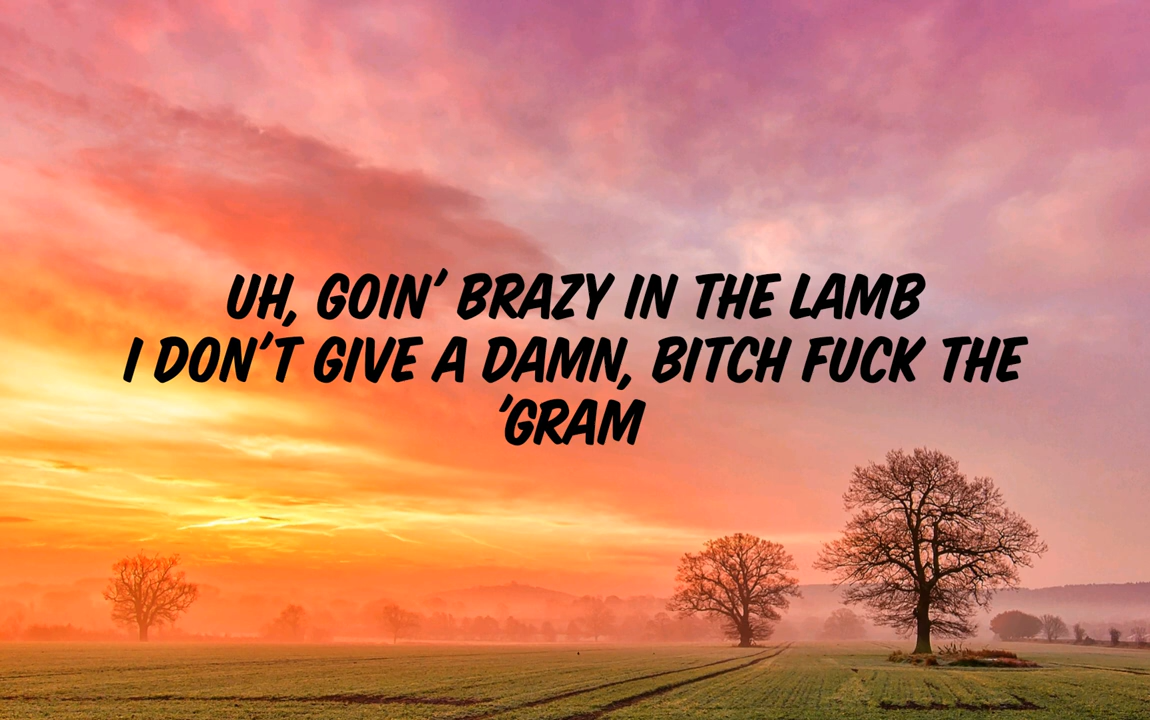 UH, GOIN' BRAZY IN THE LAMB
I DON'T GIVE A DAMN, BITCH FUCK THE
'GRAM